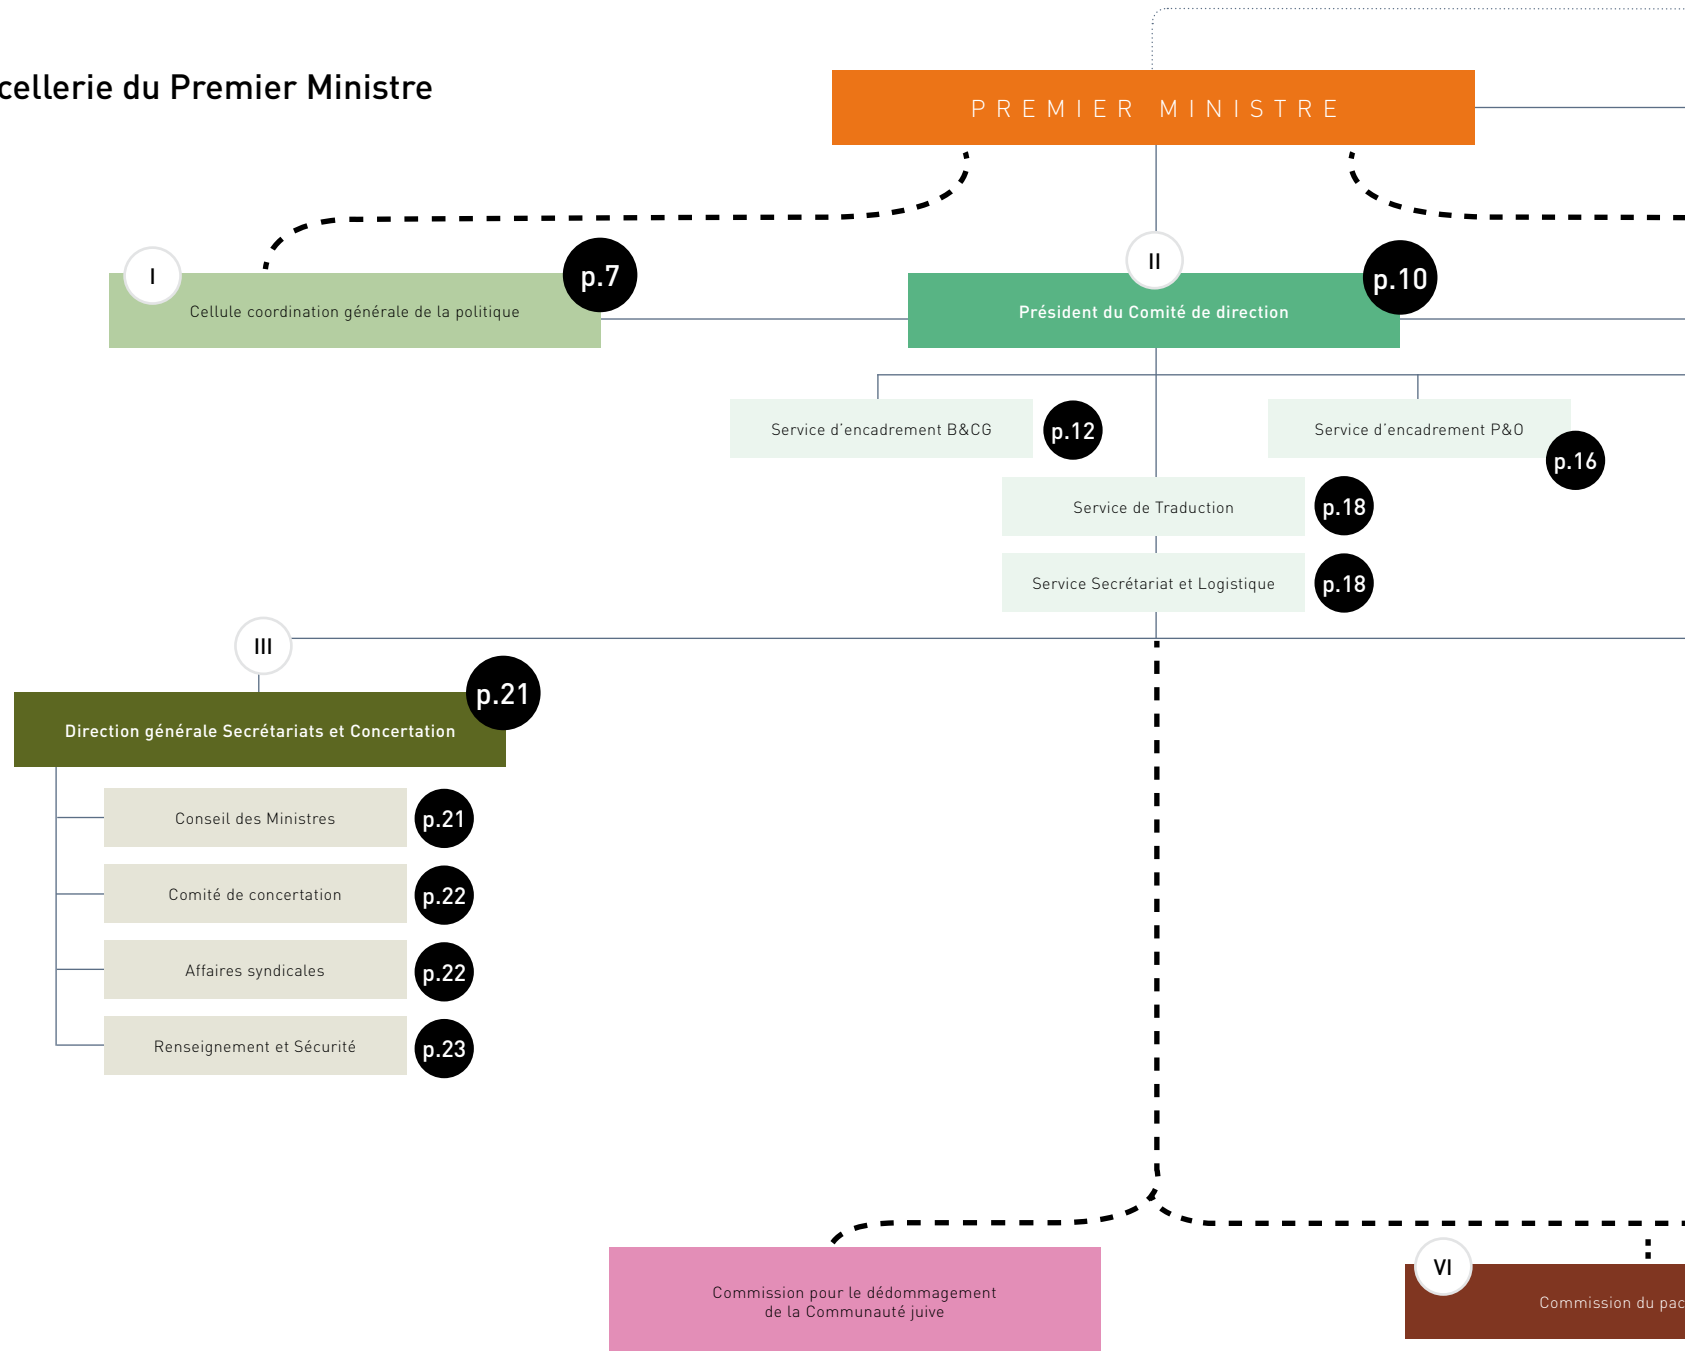 cellerie du Premier Ministre
PREMIER MINISTRE
I
p.7
Cellule coordination générale de la politique
II
p.10
Président du Comité de direction
Service d'encadrement B&CG
p.12
Service d'encadrement P&O
p.16
Service de Traduction
p.18
Service Secrétariat et Logistique
p.18
III
p.21
Direction générale Secrétariats et Concertation
Conseil des Ministres
p.21
Comité de concertation
p.22
Affaires syndicales
p.22
Renseignement et Sécurité
p.23
Commission pour le dédommagement
de la Communauté juive
VI
Commission du pac